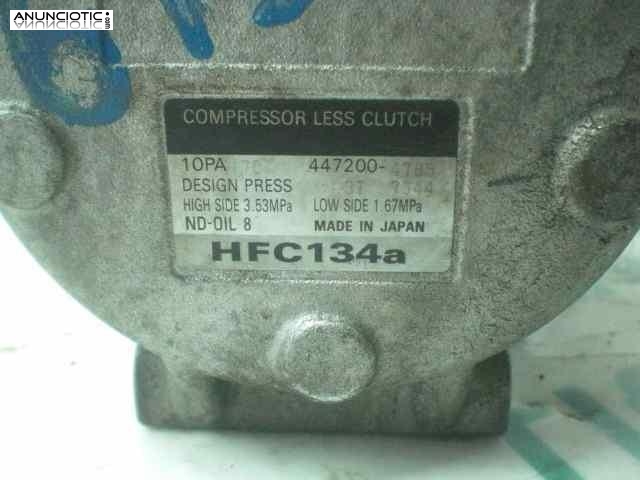 ANUNCIOTIC
.com
COMPRESSOR LESS CLUTCH
10PA 447200-
DESIGN PRESS
HIGH SIDE 3.53MPa LOW SIDE 1.67MPa
ND-OIL 8 MADE IN JAPAN
HFC134a